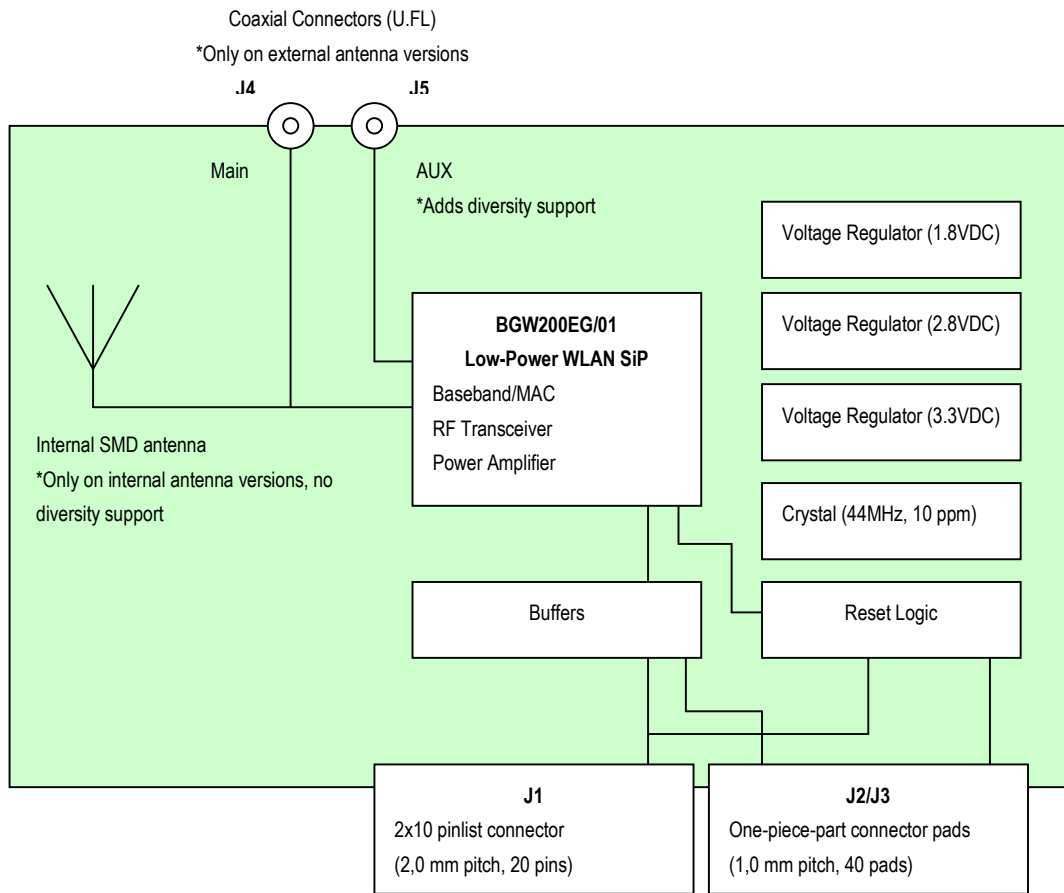 Coaxial Connectors (U.FL)
*Only on external antenna versions
J4
J5
Main
AUX
*Adds diversity support
Voltage Regulator (1.8VDC)
BGW200EG/01
Low-Power WLAN SiP
Baseband/MAC
RF Transceiver
Power Amplifier
Voltage Regulator (2.8VDC)
Voltage Regulator (3.3VDC)
Internal SMD antenna
*Only on internal antenna versions, no
diversity support
Crystal (44MHz, 10 ppm)
Buffers
Reset Logic
J1
2x10 pinlist connector
(2,0 mm pitch, 20 pins)
J2/J3
One-piece-part connector pads
(1,0 mm pitch, 40 pads)